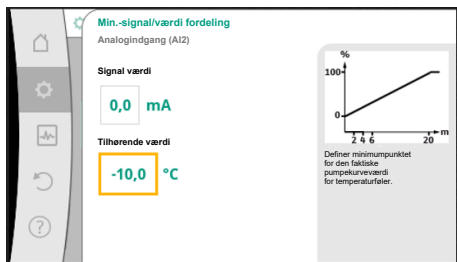 Min.-signal/værdi fordeling
Analogindgang (AI2)
Signal værdi
0,0 mA
Tilhørende værdi
-10,0 °C
%
100
0
2 4 6 20 m
Definer minimumpunktet
for den faktiske
pumpekurveværdi
for temperaturføler.
?